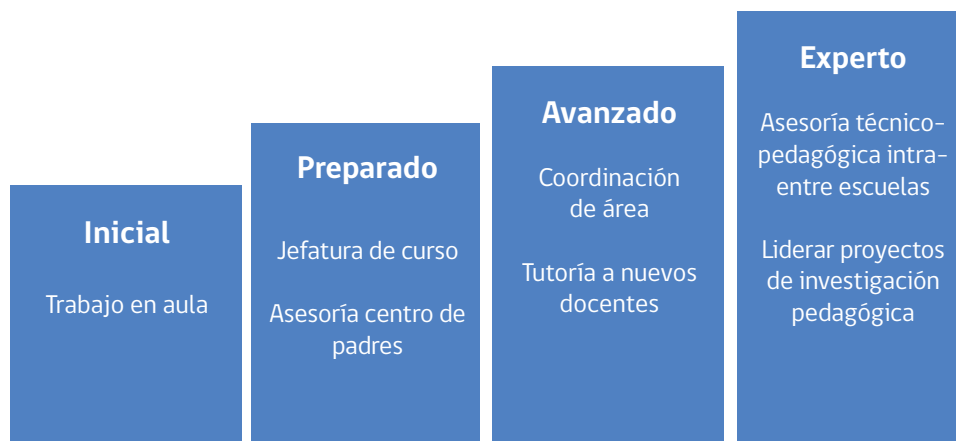 Inicial
Trabajo en aula
Preparado
Jefatura de curso
Asesoría centro de
padres
Avanzado
Coordinación
de área
Tutoría a nuevos
docentes
Experto
Asesoría técnico-
pedagógica intra-
entre escuelas
Liderar proyectos
de investigación
pedagógica